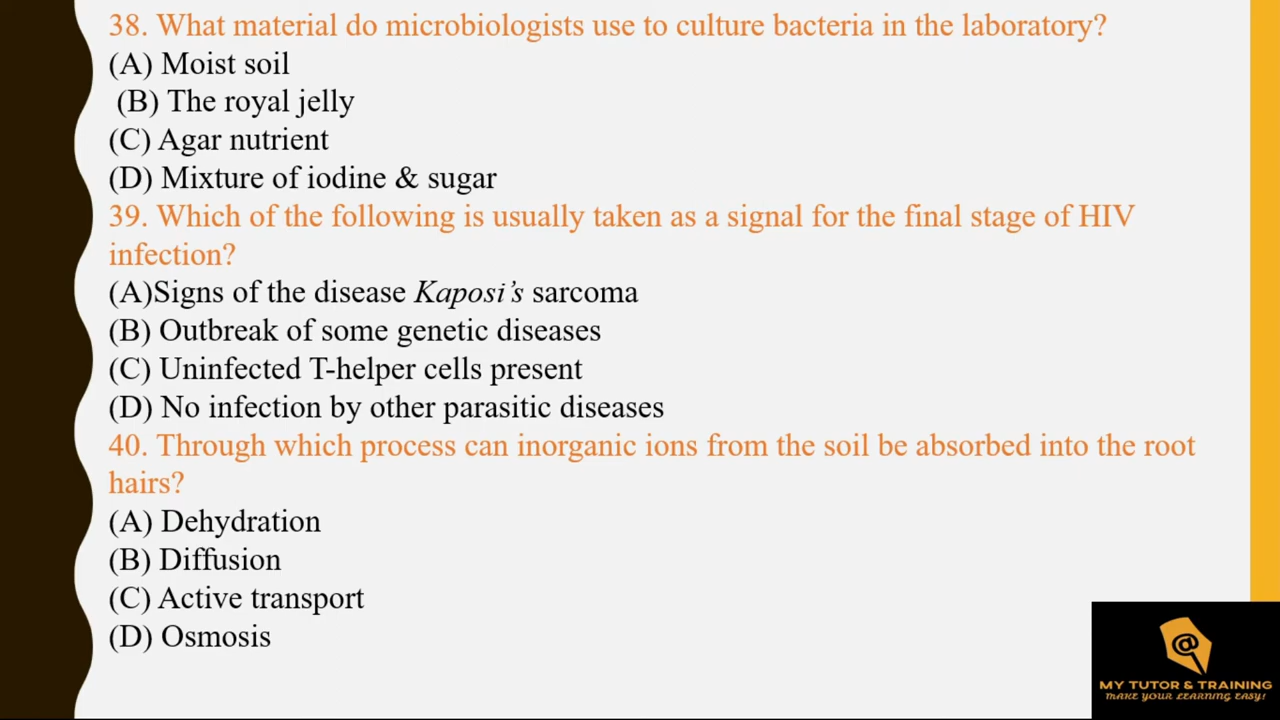 38. What material do microbiologists use to culture bacteria in the laboratory?
(A) Moist soil
(B) The royal jelly
(C) Agar nutrient
(D) Mixture of iodine & sugar
39. Which of the following is usually taken as a signal for the final stage of HIV
infection?
(A)Signs of the disease Kaposi's sarcoma
(B) Outbreak of some genetic diseases
(C) Uninfected T-helper cells present
(D) No infection by other parasitic diseases
40. Through which process can inorganic ions from the soil be absorbed into the root
hairs?
(A) Dehydration
(B) Diffusion
(C) Active transport
(D) Osmosis
@
MY TUTOR & TRAINING
MAKE YOUR LEARNING EASY!